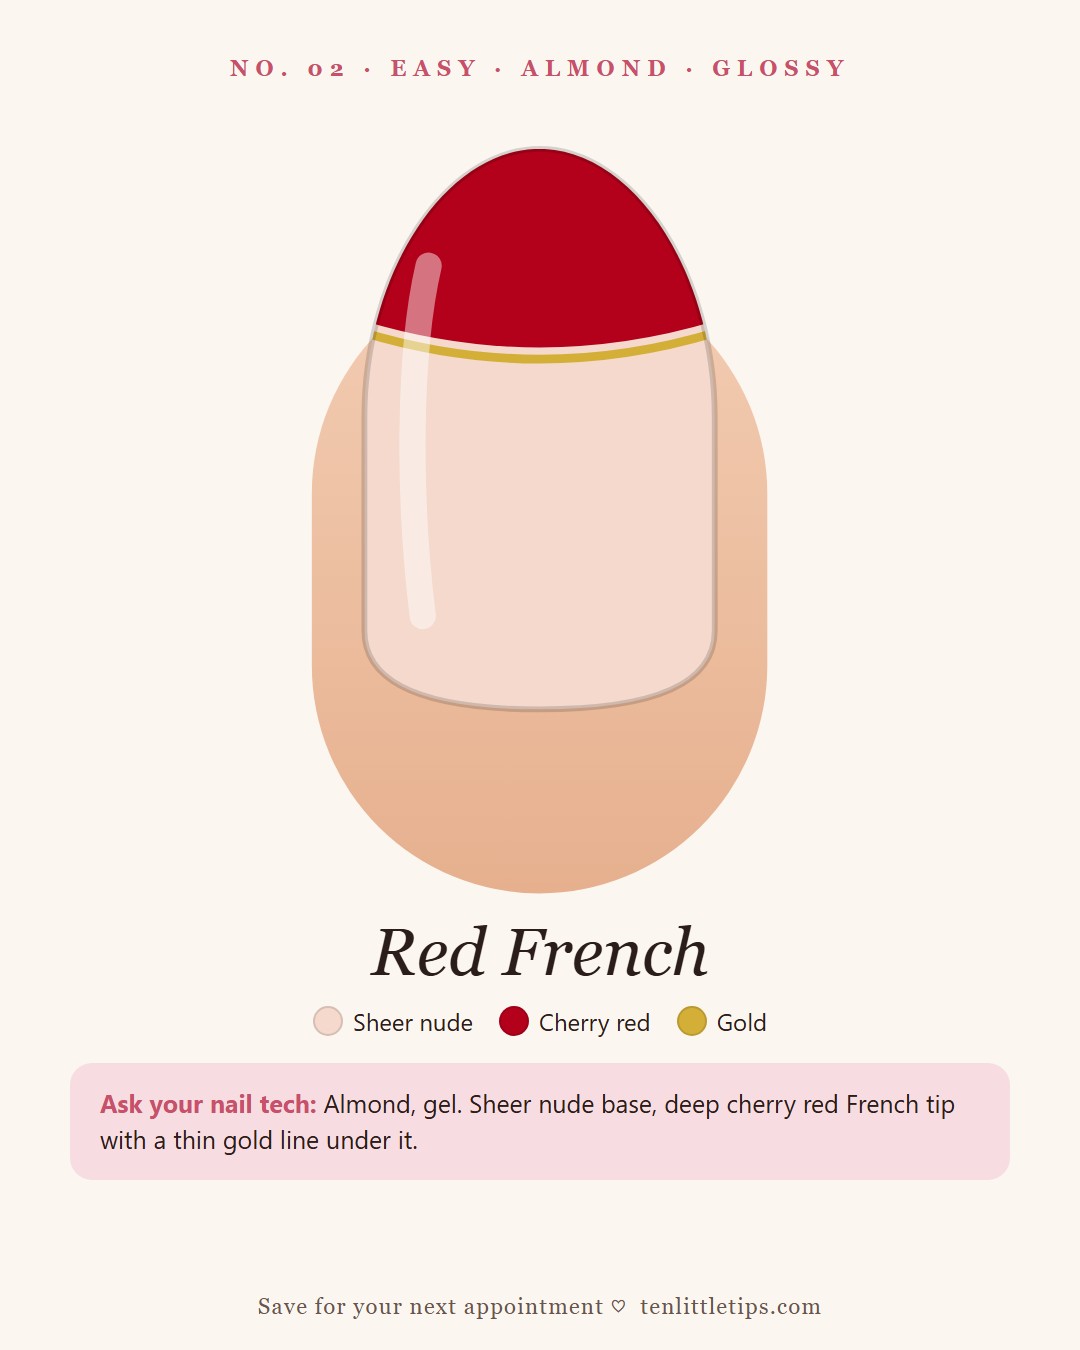 NO. 02 · EASY · ALMOND · GLOSSY
Red French
Sheer nude Cherry red Gold
Ask your nail tech: Almond, gel. Sheer nude base, deep cherry red French tip
with a thin gold line under it.
Save for your next appointment ♡ tenlittletips.com